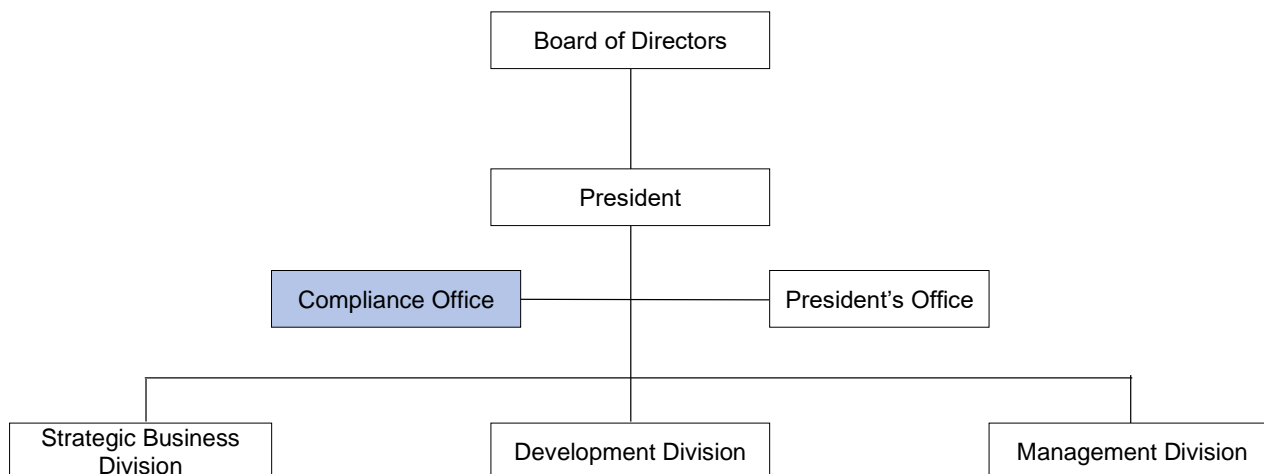 Board of Directors
President
Compliance Office
President’s Office
Strategic Business
Division
Development Division
Management Division